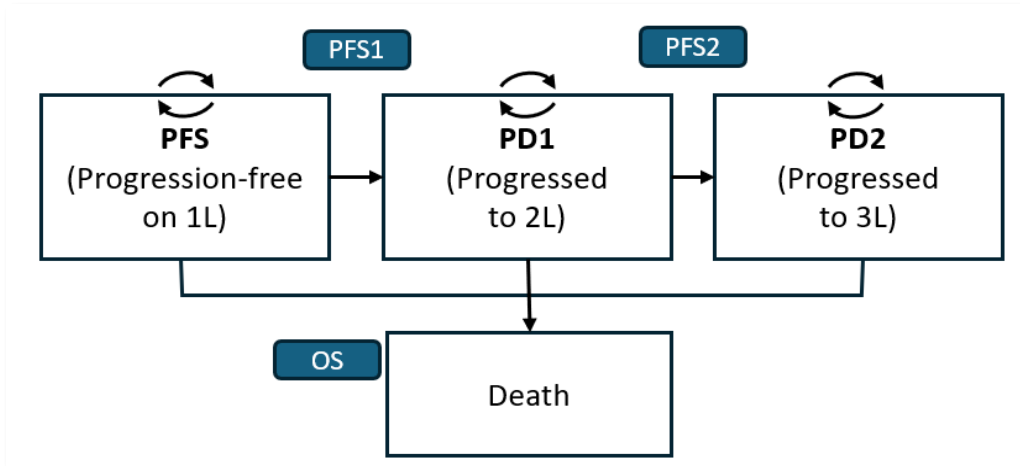 PFS1
PFS2
PFS
(Progression-free
on 1L)
PD1
(Progressed
to 2L)
PD2
(Progressed
to 3L)
OS
Death